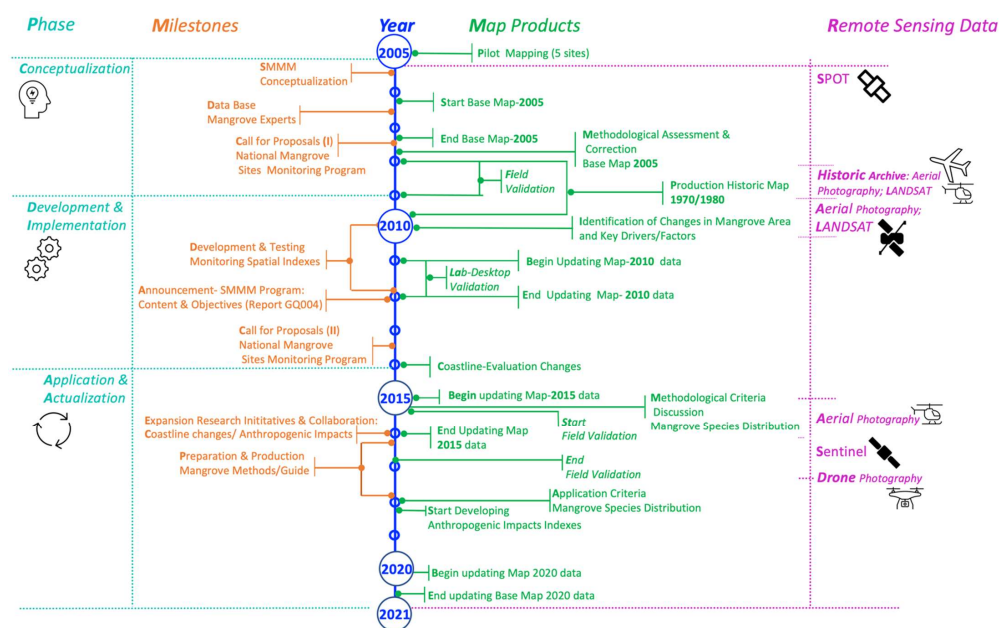 Phase
Milestones
Year
Map Products
Remote Sensing Data
2005
Pilot Mapping (5 sites)
Conceptualization
SMMM
Conceptualization
SPOT
Start Base Map-2005
Data Base
Mangrove Experts
End Base Map-2005
Methodological Assessment &
Correction
Base Map 2005
Call for Proposals (I)
National Mangrove
Sites Monitoring Program
Field
Validation
Historic Archive: Aerial
Photography; LANDSAT
Production Historic Map
1970/1980
Development &
Implementation
2010
Aerial Photography;
LANDSAT
Identification of Changes in Mangrove Area
and Key Drivers/Factors
Development & Testing
Monitoring Spatial Indexes
Begin Updating Map-2010 data
Lab-Desktop
Validation
Announcement- SMMM Program:
Content & Objectives (Report GQ004)
End Updating Map- 2010 data
Call for Proposals (II)
National Mangrove
Sites Monitoring Program
Coastline-Evaluation Changes
Application &
Actualization
2015
Begin updating Map-2015 data
Methodological Criteria
Discussion
Mangrove Species Distribution
Start
Field Validation
Aerial Photography
Expansion Research Inititatives & Collaboration:
Coastline changes/ Anthropogenic Impacts
End Updating Map
2015 data
Sentinel
Preparation & Production
Mangrove Methods/Guide
End
Field Validation
Drone Photography
Application Criteria
Mangrove Species Distribution
Start Developing
Anthropogenic Impacts Indexes
2020
Begin updating Map 2020 data
End updating Base Map 2020 data
2021